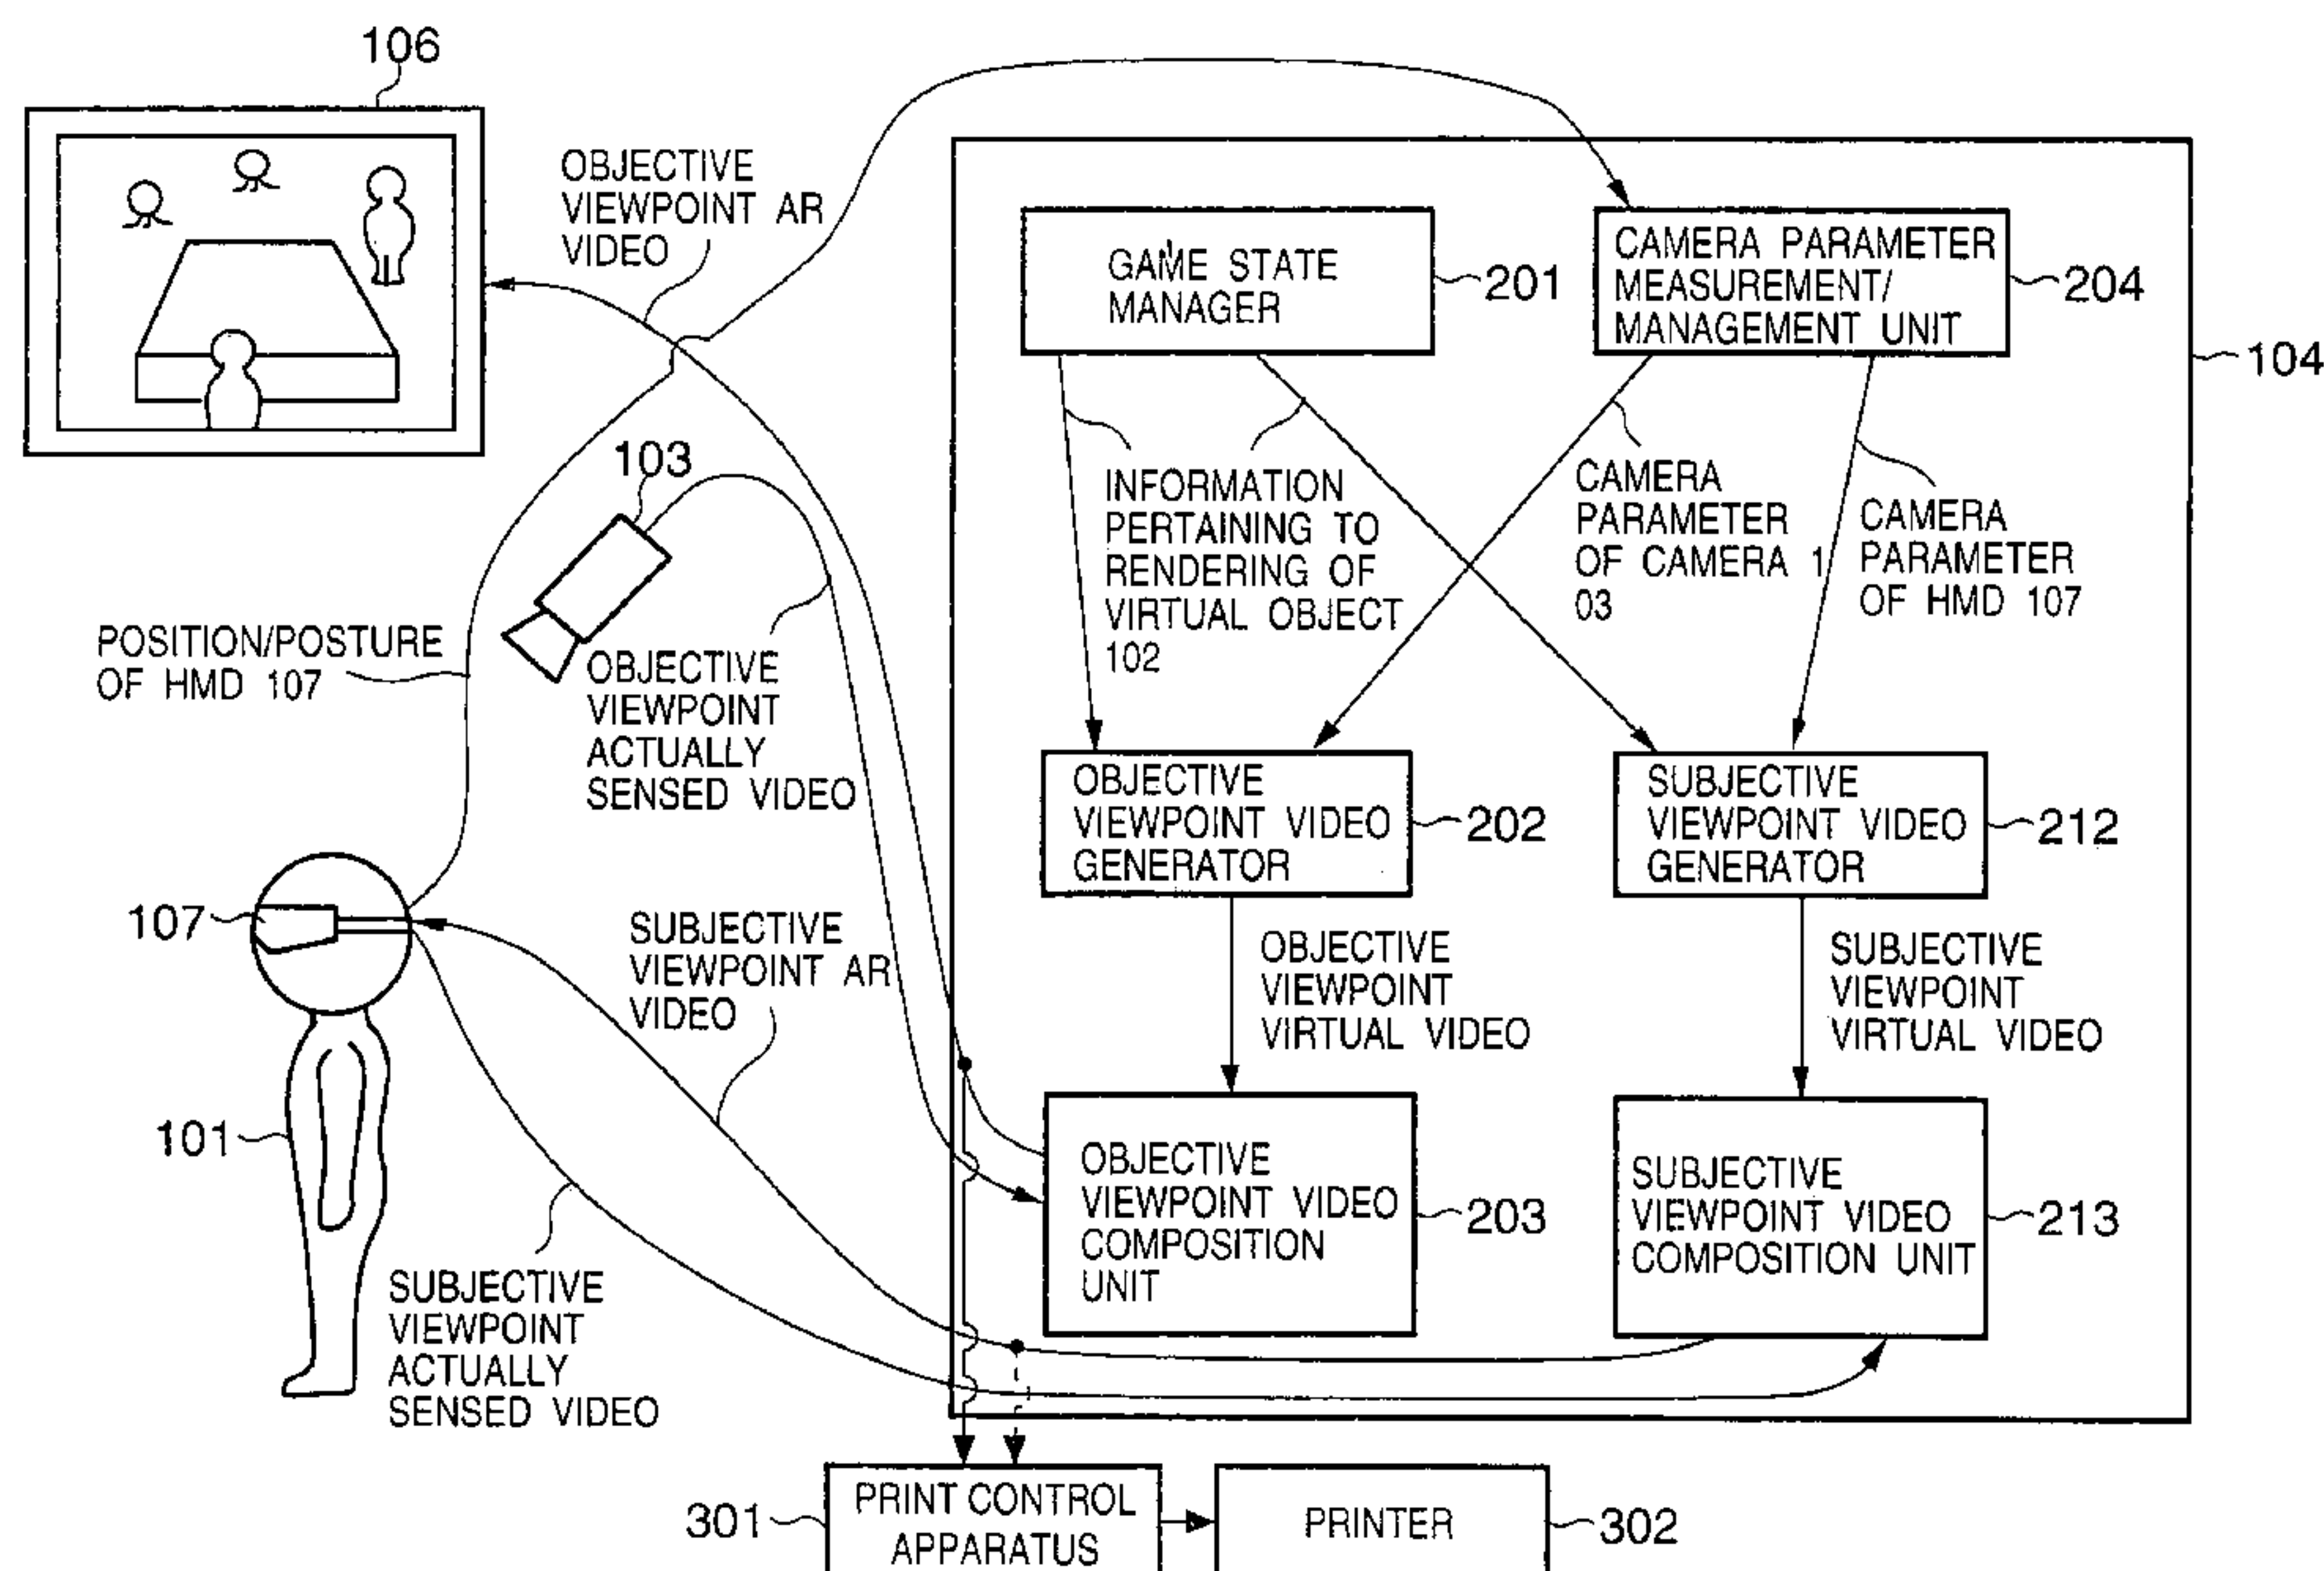 106
OBJECTIVE
VIEWPOINT AR
VIDEO
GAME STATE
MANAGER
201
CAMERA PARAMETER
MEASUREMENT/
MANAGEMENT UNIT
204
104
103
INFORMATION
PERTAINING TO
RENDERING OF
VIRTUAL OBJECT
102
CAMERA
PARAMETER
OF CAMERA 1
03
CAMERA
PARAMETER
OF HMD 107
POSITION/POSTURE
OF HMD 107
OBJECTIVE
VIEWPOINT
ACTUALLY
SENSED VIDEO
OBJECTIVE
VIEWPOINT VIDEO
GENERATOR
202
SUBJECTIVE
VIEWPOINT VIDEO
GENERATOR
212
107
SUBJECTIVE
VIEWPOINT AR
VIDEO
OBJECTIVE
VIEWPOINT
VIRTUAL VIDEO
SUBJECTIVE
VIEWPOINT
VIRTUAL VIDEO
101
OBJECTIVE
VIEWPOINT VIDEO
COMPOSITION
UNIT
203
SUBJECTIVE
VIEWPOINT VIDEO
COMPOSITION UNIT
213
SUBJECTIVE
VIEWPOINT
ACTUALLY
SENSED VIDEO
301
PRINT CONTROL
APPARATUS
PRINTER
302